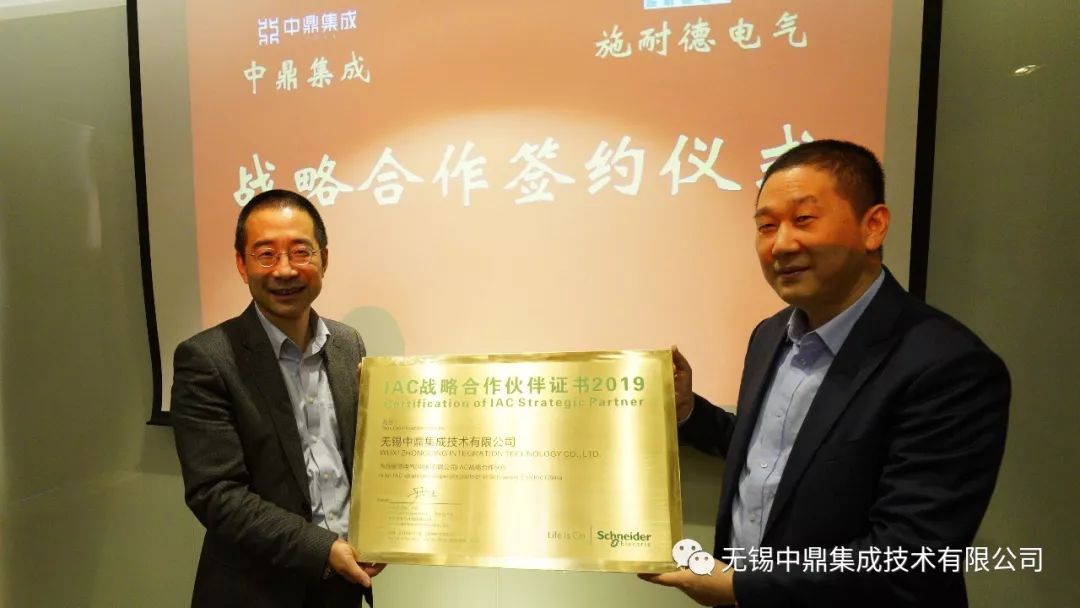 中鼎集成
中鼎集成
施耐德电气
战略合作签约仪式
IAC战略合作伙伴证书2019
Certification of IAC Strategic Partner
无锡中鼎集成技术有限公司
WUXI ZHONGDING INTEGRATION TECHNOLOGY CO., LTD.
Life Is On
Schneider
Electric
无锡中鼎集成技术有限公司